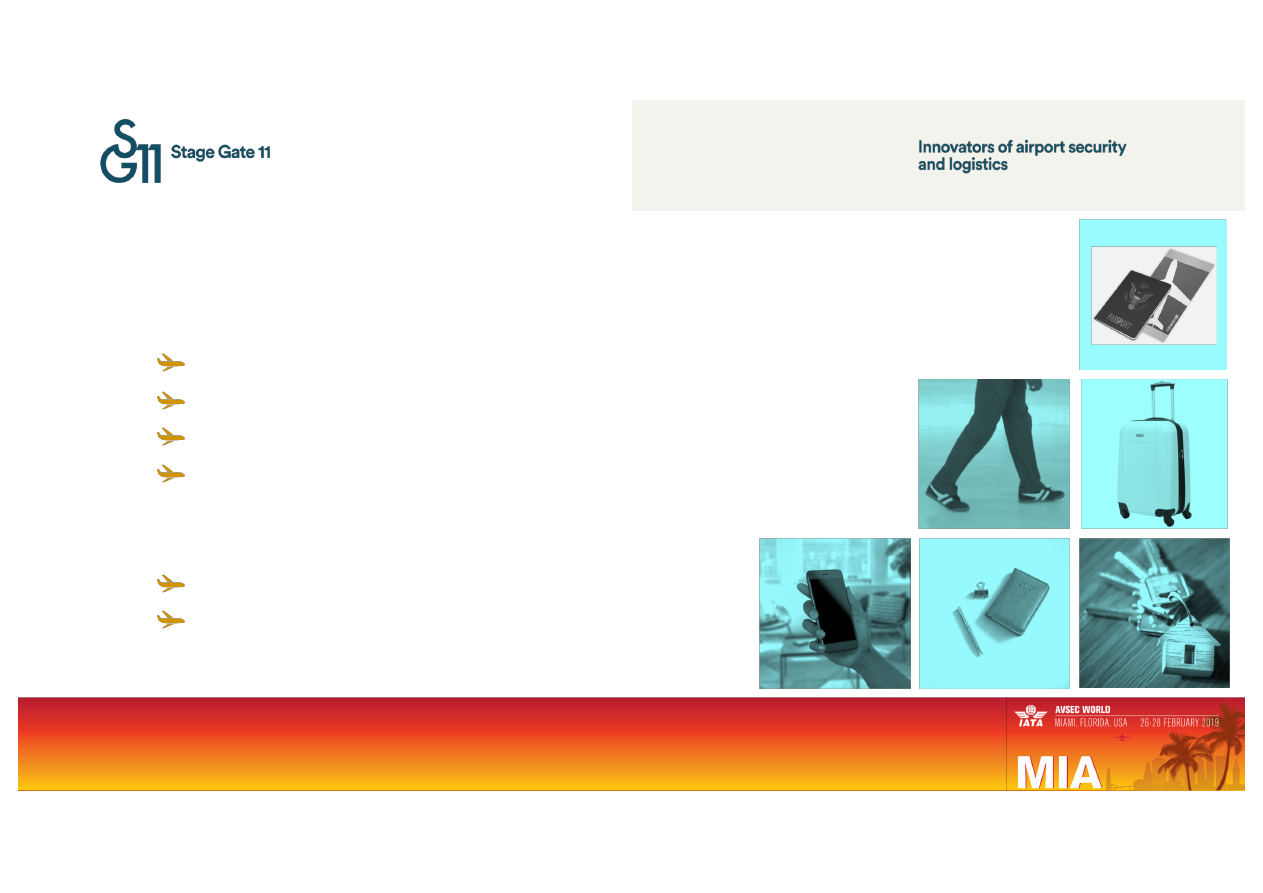 SG11
Stage Gate 11
Innovators of airport security
and logistics
PASSPORT
IATA
AVSEC WORLD
MIAMI, FLORIDA, USA 26-28 FEBRUARY 2019
MIA